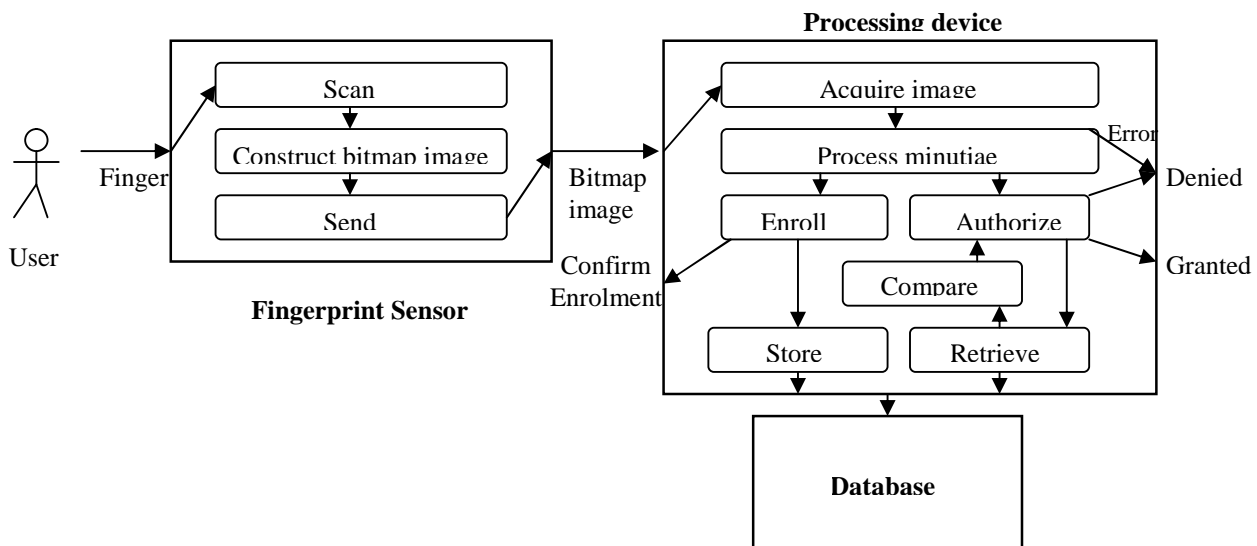 Processing device
Scan
Construct bitmap image
Send
Finger
User
Fingerprint Sensor
Bitmap
image
Acquire image
Process minutiae
Error
Denied
Enroll
Authorize
Granted
Confirm
Enrolment
Compare
Store
Retrieve
Database